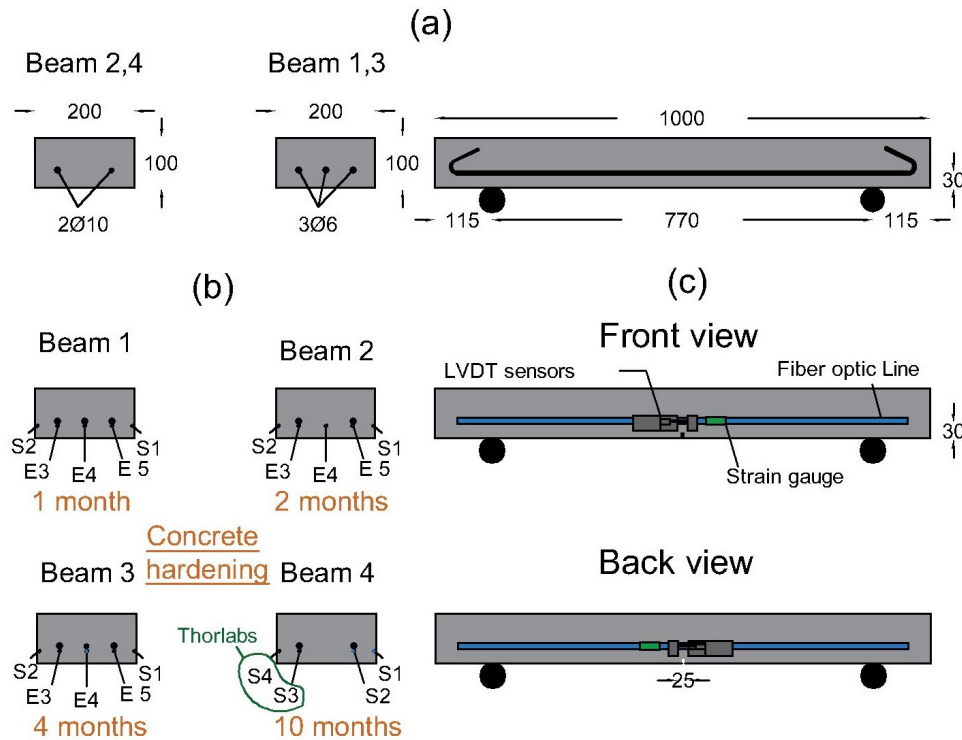 (a)
Beam 2,4
Beam 1,3
200
200
1000
100
100
30
2Ø10
3Ø6
115
770
115
(b)
(c)
Beam 1
Beam 2
Front view
LVDT sensors
Fiber optic Line
S2
S1
S2
S1
E3
E4
E 5
E3
E4
E 5
30
Strain gauge
1 month
2 months
Concrete
hardening
Beam 3
Beam 4
Back view
Thorlabs
S2
S1
S4
S1
E3
E4
E 5
S3
S2
25
4 months
10 months